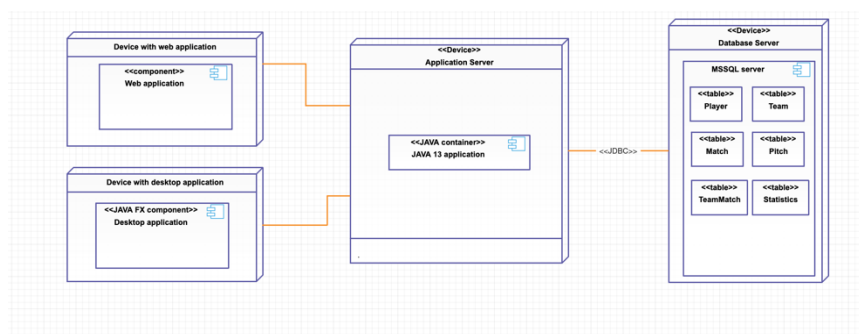 Device with web application
<<component>>
Web application
Device with desktop application
<<JAVA FX component>>
Desktop application
<<Device>>
Application Server
<<JAVA container>>
JAVA 13 application
<<JDBC>>
<<Device>>
Database Server
MSSQL server
<<table>>
Player
<<table>>
Team
<<table>>
Match
<<table>>
Pitch
<<table>>
TeamMatch
<<table>>
Statistics